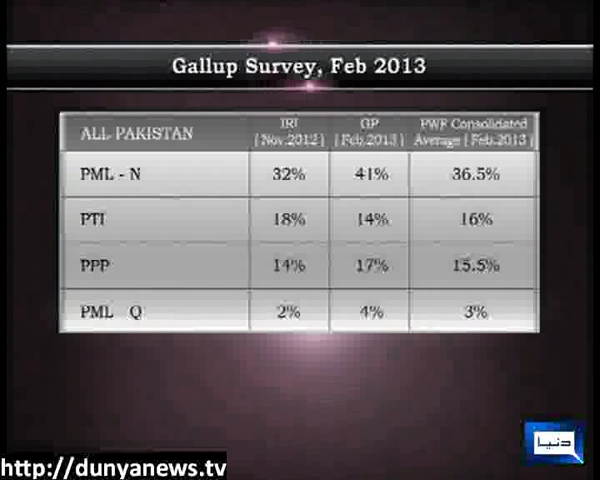 Gallup Survey, Feb 2013
ALL PAKISTAN IRI GP PWF Consolidated
[ Nov.2012 ] [ Feb.2013 ] Average [ Feb.2013 ]
PML - N 32% 41% 36.5%
PTI 18% 14% 16%
PPP 14% 17% 15.5%
PML Q 2% 4% 3%
دنیا
http://dunyanews.tv